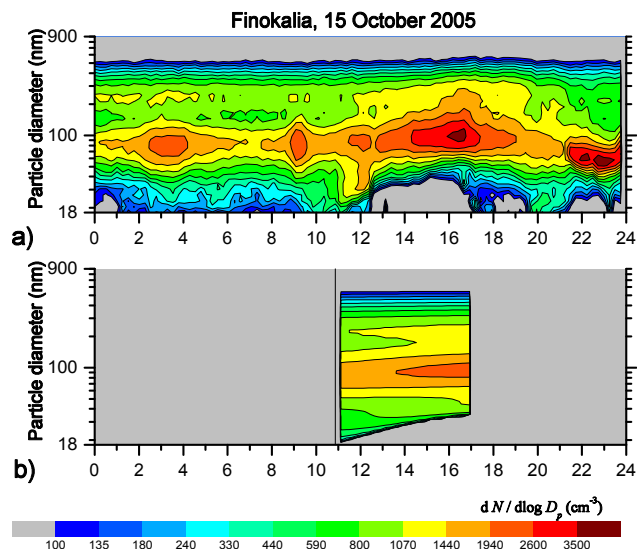 Finokalia, 15 October 2005
Particle diameter (nm)
900
100
18
a)
0 2 4 6 8 10 12 14 16 18 20 22 24
Particle diameter (nm)
900
100
18
b)
0 2 4 6 8 10 12 14 16 18 20 22 24
d N / dlog Dₚ (cm⁻³)
100 135 180 240 330 440 590 800 1070 1440 1940 2600 3500